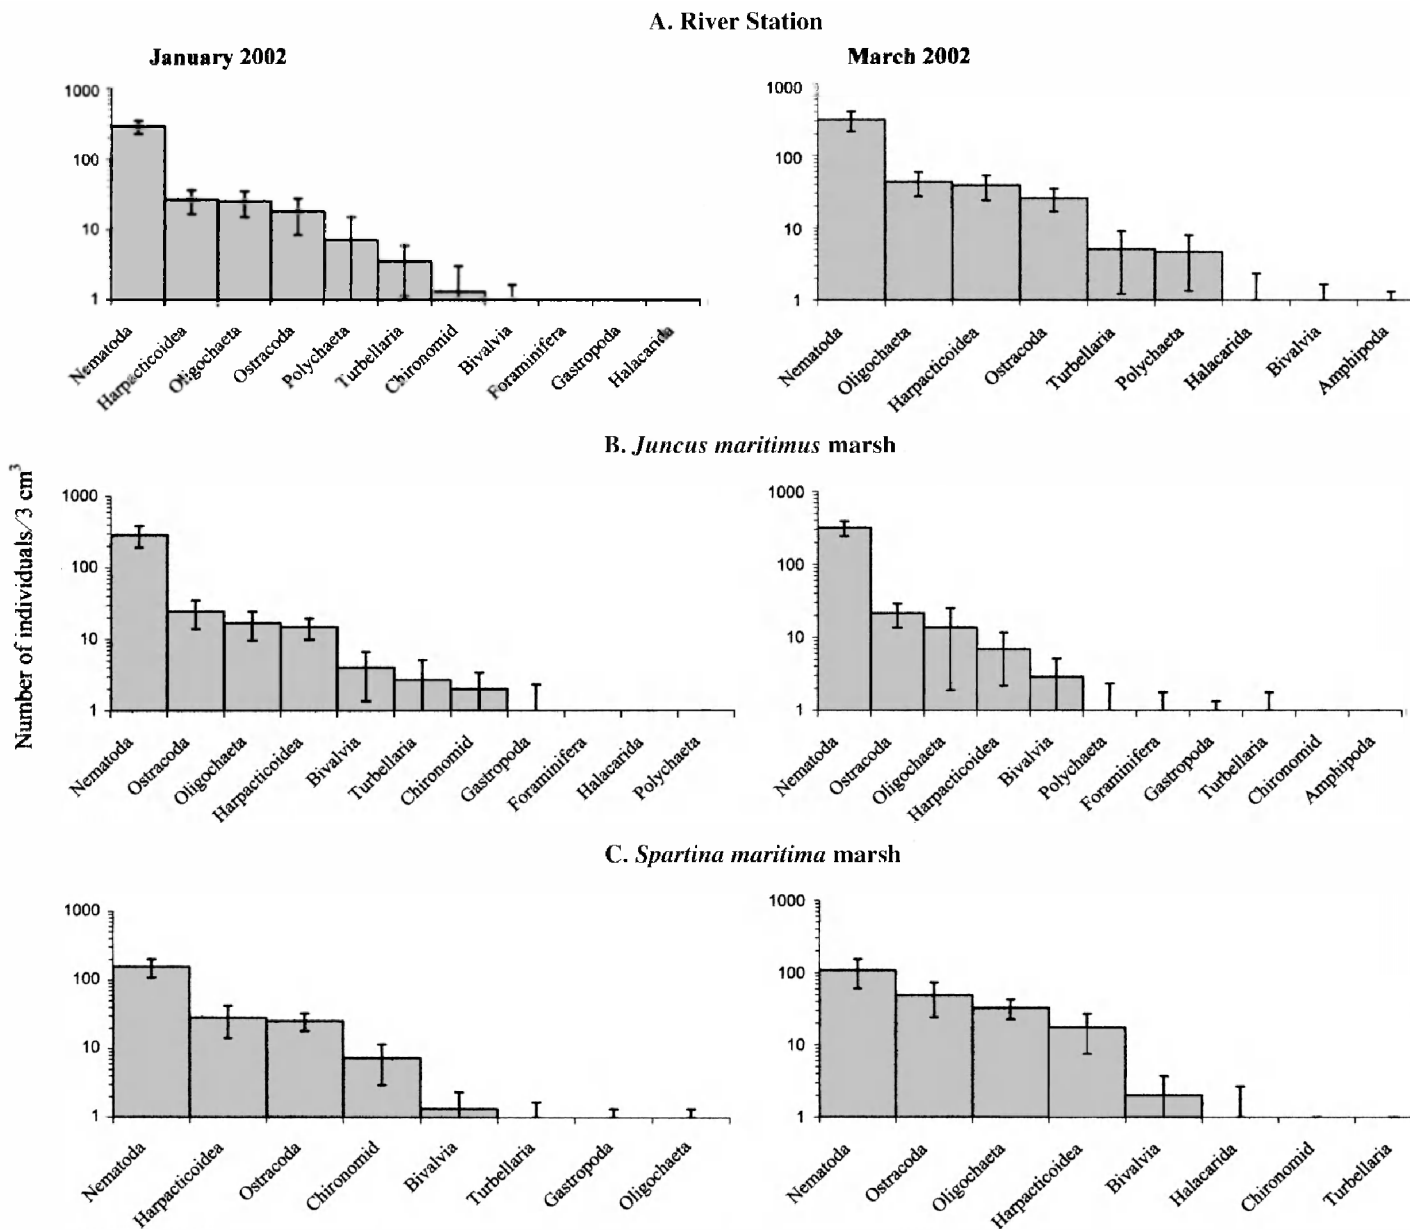 A. River Station
January 2002
March 2002
1000
100
10
1
Nematoda
Harpacticoidea
Oligochaeta
Ostracoda
Polychaeta
Turbellaria
Chironomid
Bivalvia
Foraminifera
Gastropoda
Halacarida
1000
100
10
1
Nematoda
Oligochaeta
Harpacticoidea
Ostracoda
Turbellaria
Polychaeta
Halacarida
Bivalvia
Amphipoda
B. Juncus maritimus marsh
Number of individuals/3 cm³
1000
100
10
1
Nematoda
Ostracoda
Oligochaeta
Harpacticoidea
Bivalvia
Turbellaria
Chironomid
Gastropoda
Foraminifera
Halacarida
Polychaeta
1000
100
10
1
Nematoda
Ostracoda
Oligochaeta
Harpacticoidea
Bivalvia
Polychaeta
Foraminifera
Gastropoda
Turbellaria
Chironomid
Amphipoda
C. Spartina maritima marsh
1000
100
10
1
Nematoda
Harpacticoidea
Ostracoda
Chironomid
Bivalvia
Turbellaria
Gastropoda
Oligochaeta
1000
100
10
1
Nematoda
Ostracoda
Oligochaeta
Harpacticoidea
Bivalvia
Halacarida
Chironomid
Turbellaria